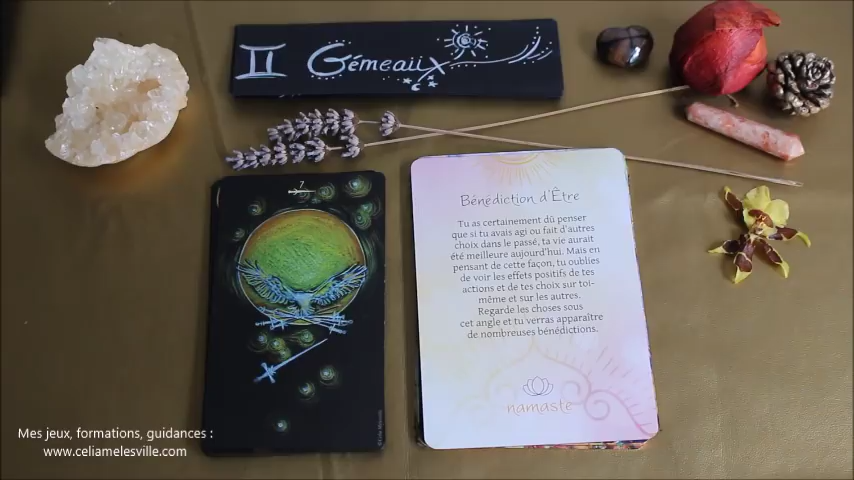 Gémeaux
7
Bénédiction d'Être
Tu as certainement dû penser
que si tu avais agi ou fait d'autres
choix dans le passé, ta vie aurait
été meilleure aujourd'hui. Mais en
pensant de cette façon, tu oublies
de voir les effets positifs de tes
actions et de tes choix sur toi-
même et sur les autres.
Regarde les choses sous
cet angle et tu verras apparaître
de nombreuses bénédictions.
namaste
Mes jeux, formations, guidances :
www.celiamelesville.com